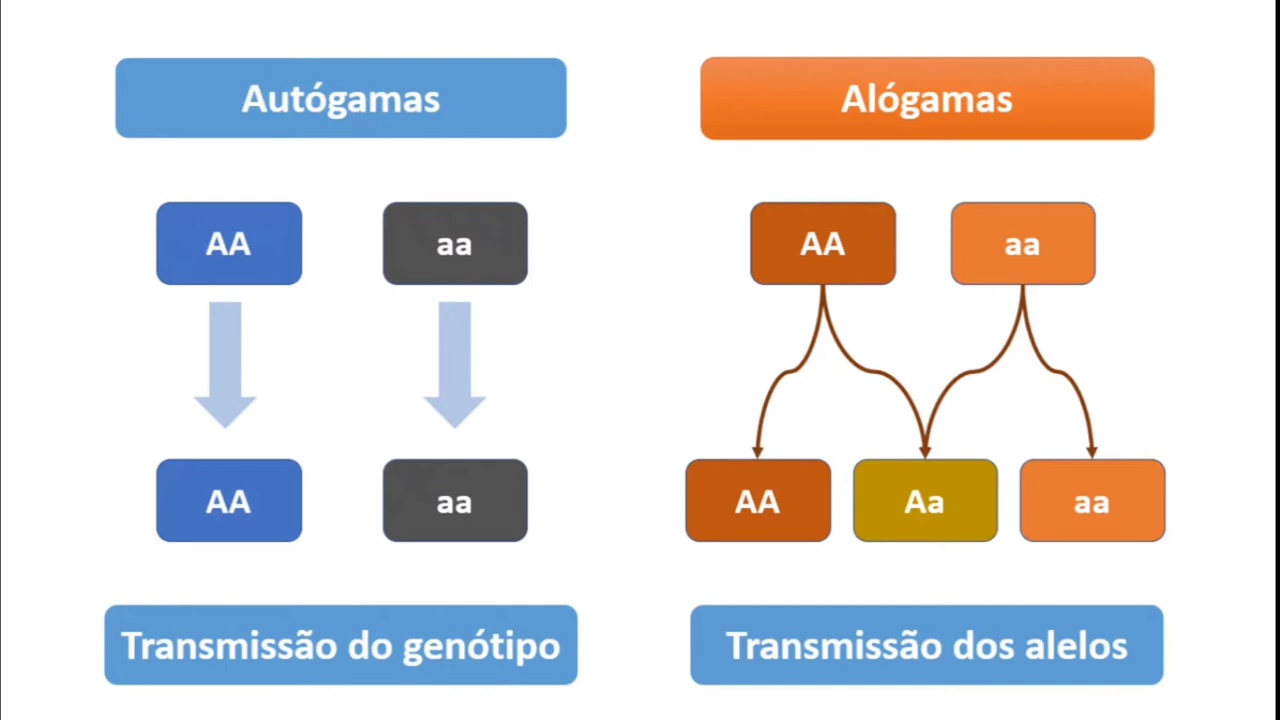 Autógamas
Alógamas
AA
aa
AA
aa
AA
aa
AA
Aa
aa
Transmissão do genótipo
Transmissão dos alelos